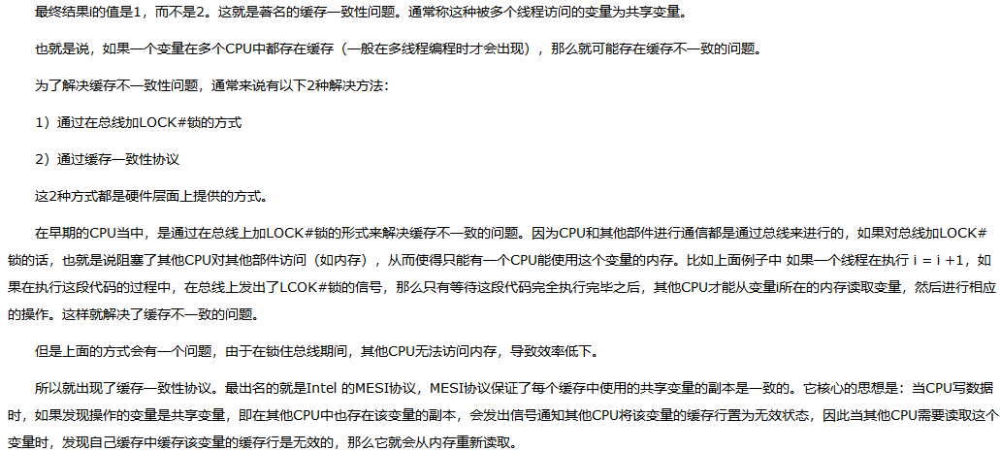 最终结果i的值是1，而不是2。这就是著名的缓存一致性问题。通常称这种被多个线程访问的变量为共享变量。
也就是说，如果一个变量在多个CPU中都存在缓存（一般在多线程编程时才会出现），那么就可能存在缓存不一致的问题。
为了解决缓存不一致性问题，通常来说有以下2种解决方法：
1）通过在总线加LOCK#锁的方式
2）通过缓存一致性协议
这2种方式都是硬件层面上提供的方式。
在早期的CPU当中，是通过在总线上加LOCK#锁的形式来解决缓存不一致的问题。因为CPU和其他部件进行通信都是通过总线来进行的，如果对总线加LOCK#
锁的话，也就是说阻塞了其他CPU对其他部件访问（如内存），从而使得只能有一个CPU能使用这个变量的内存。比如上面例子中 如果一个线程在执行 i = i +1，如
果在执行这段代码的过程中，在总线上发出了LCOK#锁的信号，那么只有等待这段代码完全执行完毕之后，其他CPU才能从变量i所在的内存读取变量，然后进行相应
的操作。这样就解决了缓存不一致的问题。
但是上面的方式会有一个问题，由于在锁住总线期间，其他CPU无法访问内存，导致效率低下。
所以就出现了缓存一致性协议。最出名的就是Intel 的MESI协议，MESI协议保证了每个缓存中使用的共享变量的副本是一致的。它核心的思想是：当CPU写数据
时，如果发现操作的变量是共享变量，即在其他CPU中也存在该变量的副本，会发出信号通知其他CPU将该变量的缓存行置为无效状态，因此当其他CPU需要读取这个
变量时，发现自己缓存中缓存该变量的缓存行是无效的，那么它就会从内存重新读取。